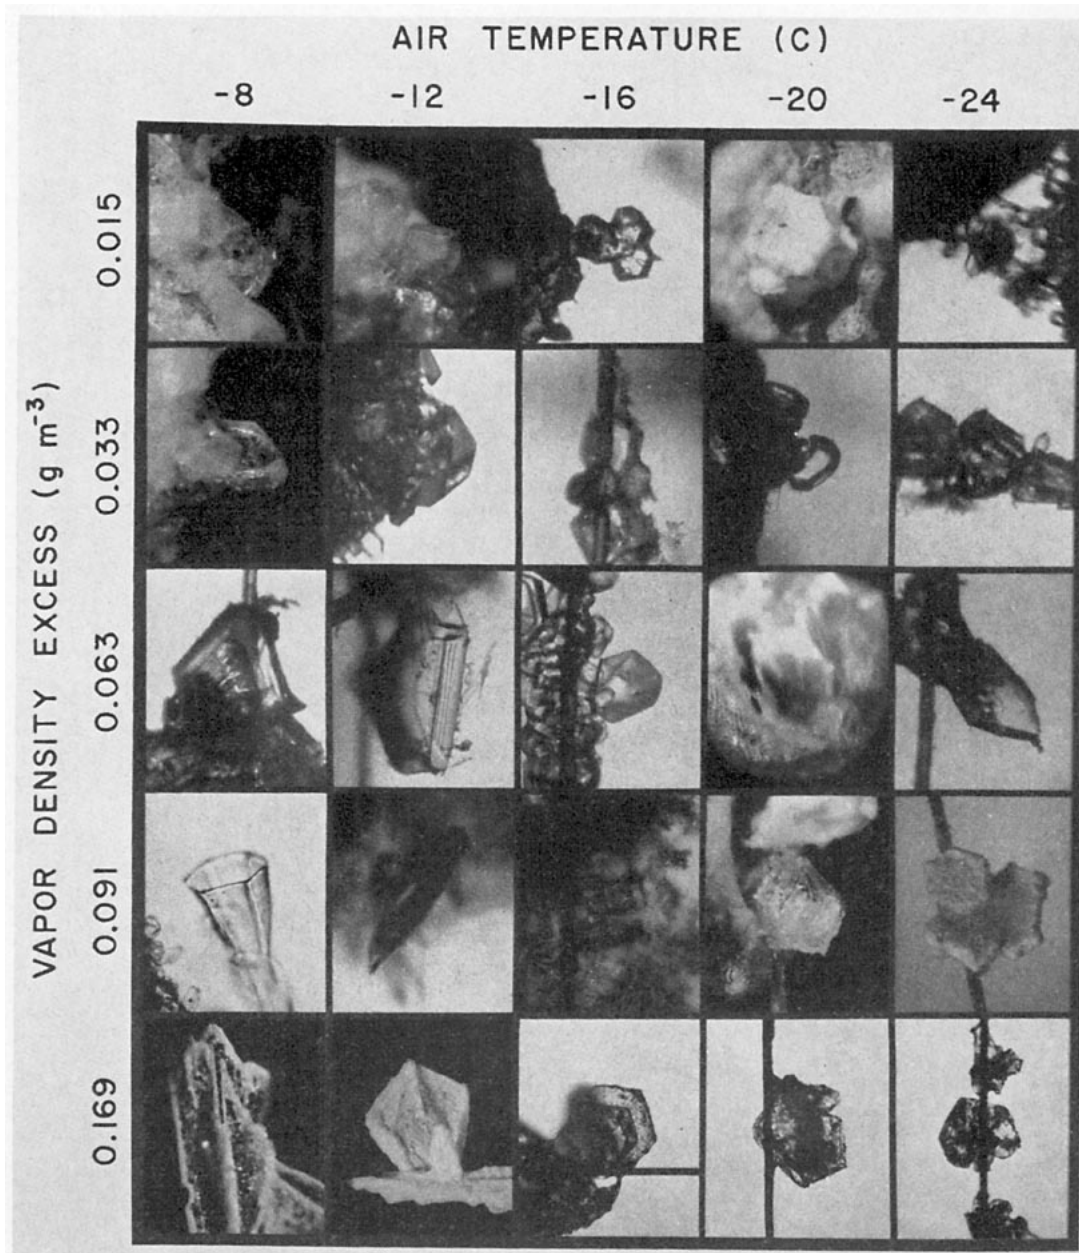 AIR TEMPERATURE (C)
-8 -12 -16 -20 -24
VAPOR DENSITY EXCESS (g m⁻³)
0.015
0.033
0.063
0.091
0.169